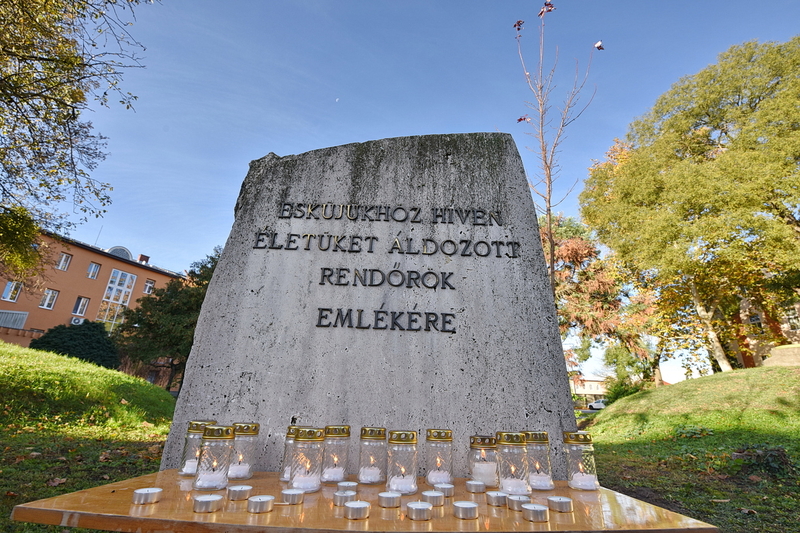 ESKÜJÜKHÖZ HÍVEN
ÉLETÜKET ÁLDOZOTT
RENDŐRÖK
EMLÉKÉRE